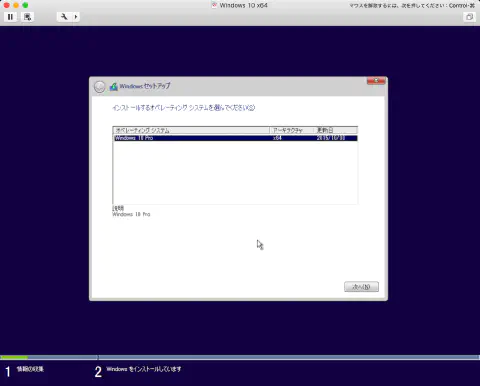 Windows 10 x64
マウスを解放するには、次を押してください：Control-⌘
Windows セットアップ
インストールするオペレーティング システムを選んでください(S)
オペレーティング システム アーキテクチャ 更新日
Windows 10 Pro x64 2015/10/30
説明:
Windows 10 Pro
次へ(N)
1 情報の収集
2 Windows をインストールしています